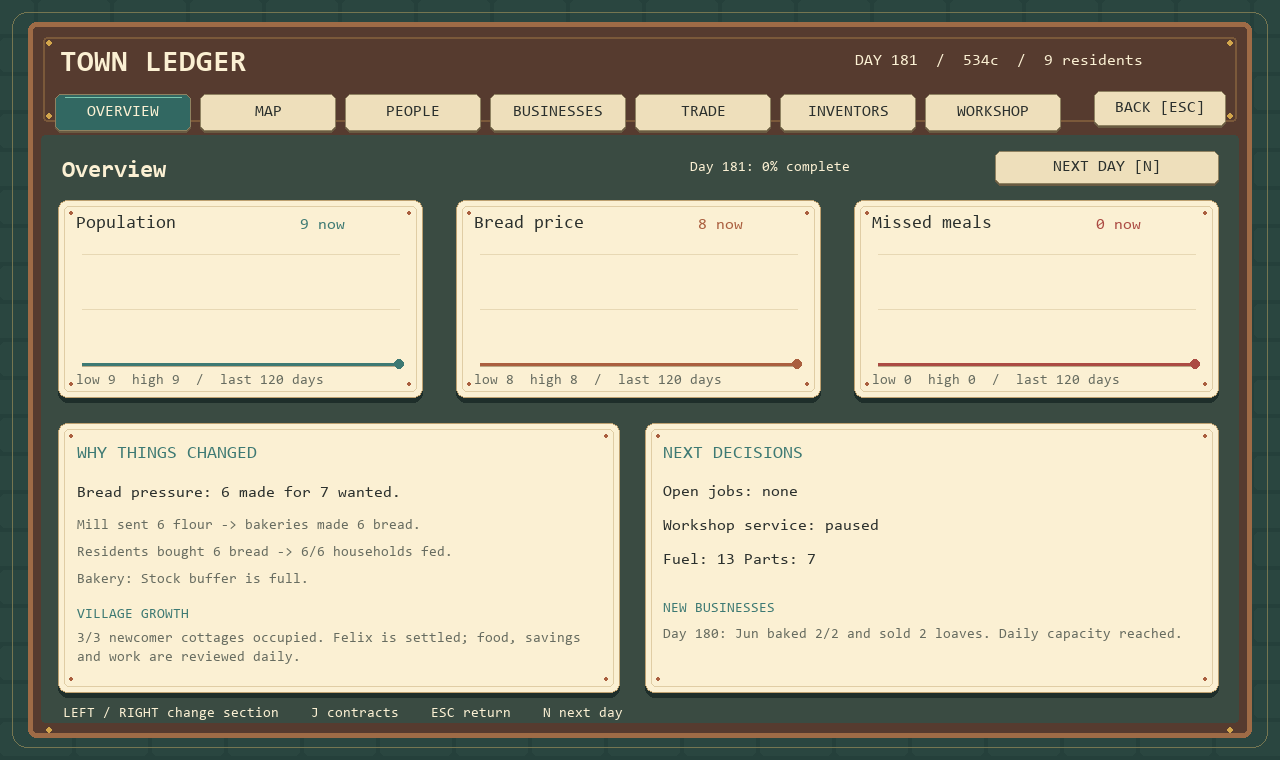 TOWN LEDGER
DAY 181 / 534c / 9 residents
OVERVIEW
MAP
PEOPLE
BUSINESSES
TRADE
INVENTORS
WORKSHOP
BACK [ESC]
Overview
Day 181: 0% complete
NEXT DAY [N]
Population
9 now
low 9 high 9 / last 120 days
Bread price
8 now
low 8 high 8 / last 120 days
Missed meals
0 now
low 0 high 0 / last 120 days
WHY THINGS CHANGED
Bread pressure: 6 made for 7 wanted.
Mill sent 6 flour -> bakeries made 6 bread.
Residents bought 6 bread -> 6/6 households fed.
Bakery: Stock buffer is full.
VILLAGE GROWTH
3/3 newcomer cottages occupied. Felix is settled; food, savings
and work are reviewed daily.
NEXT DECISIONS
Open jobs: none
Workshop service: paused
Fuel: 13 Parts: 7
NEW BUSINESSES
Day 180: Jun baked 2/2 and sold 2 loaves. Daily capacity reached.
LEFT / RIGHT change section J contracts ESC return N next day